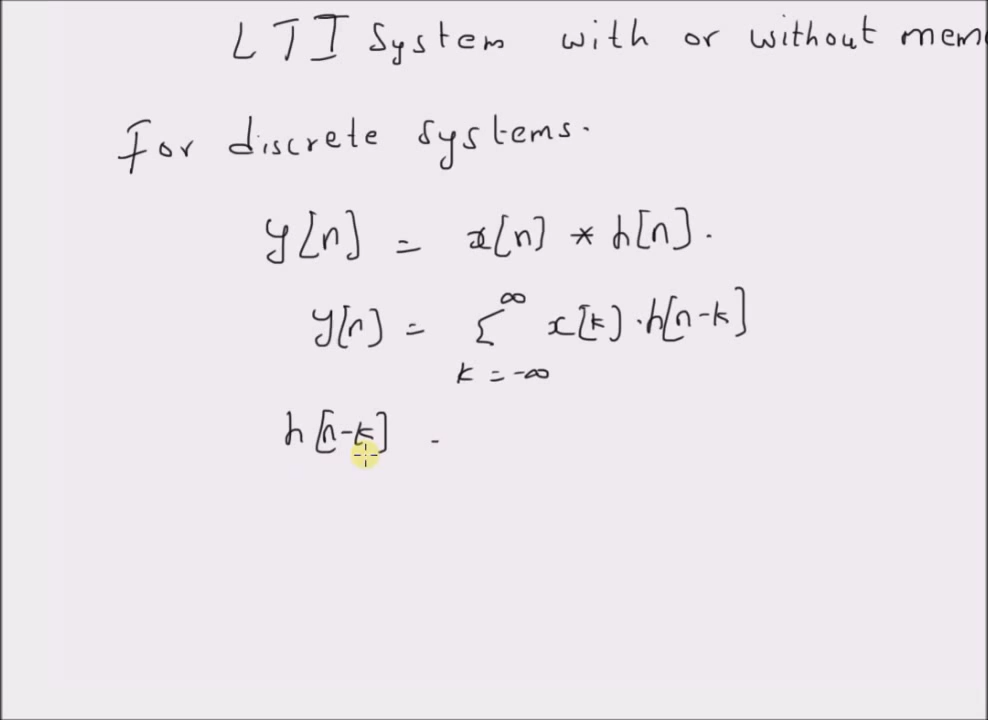 LTI System with or without mem
For discrete systems.
y[n] = x[n] * h[n].
y[n] = Σ x[k] · h[n-k]
∞
k = -∞
h[n-k] -